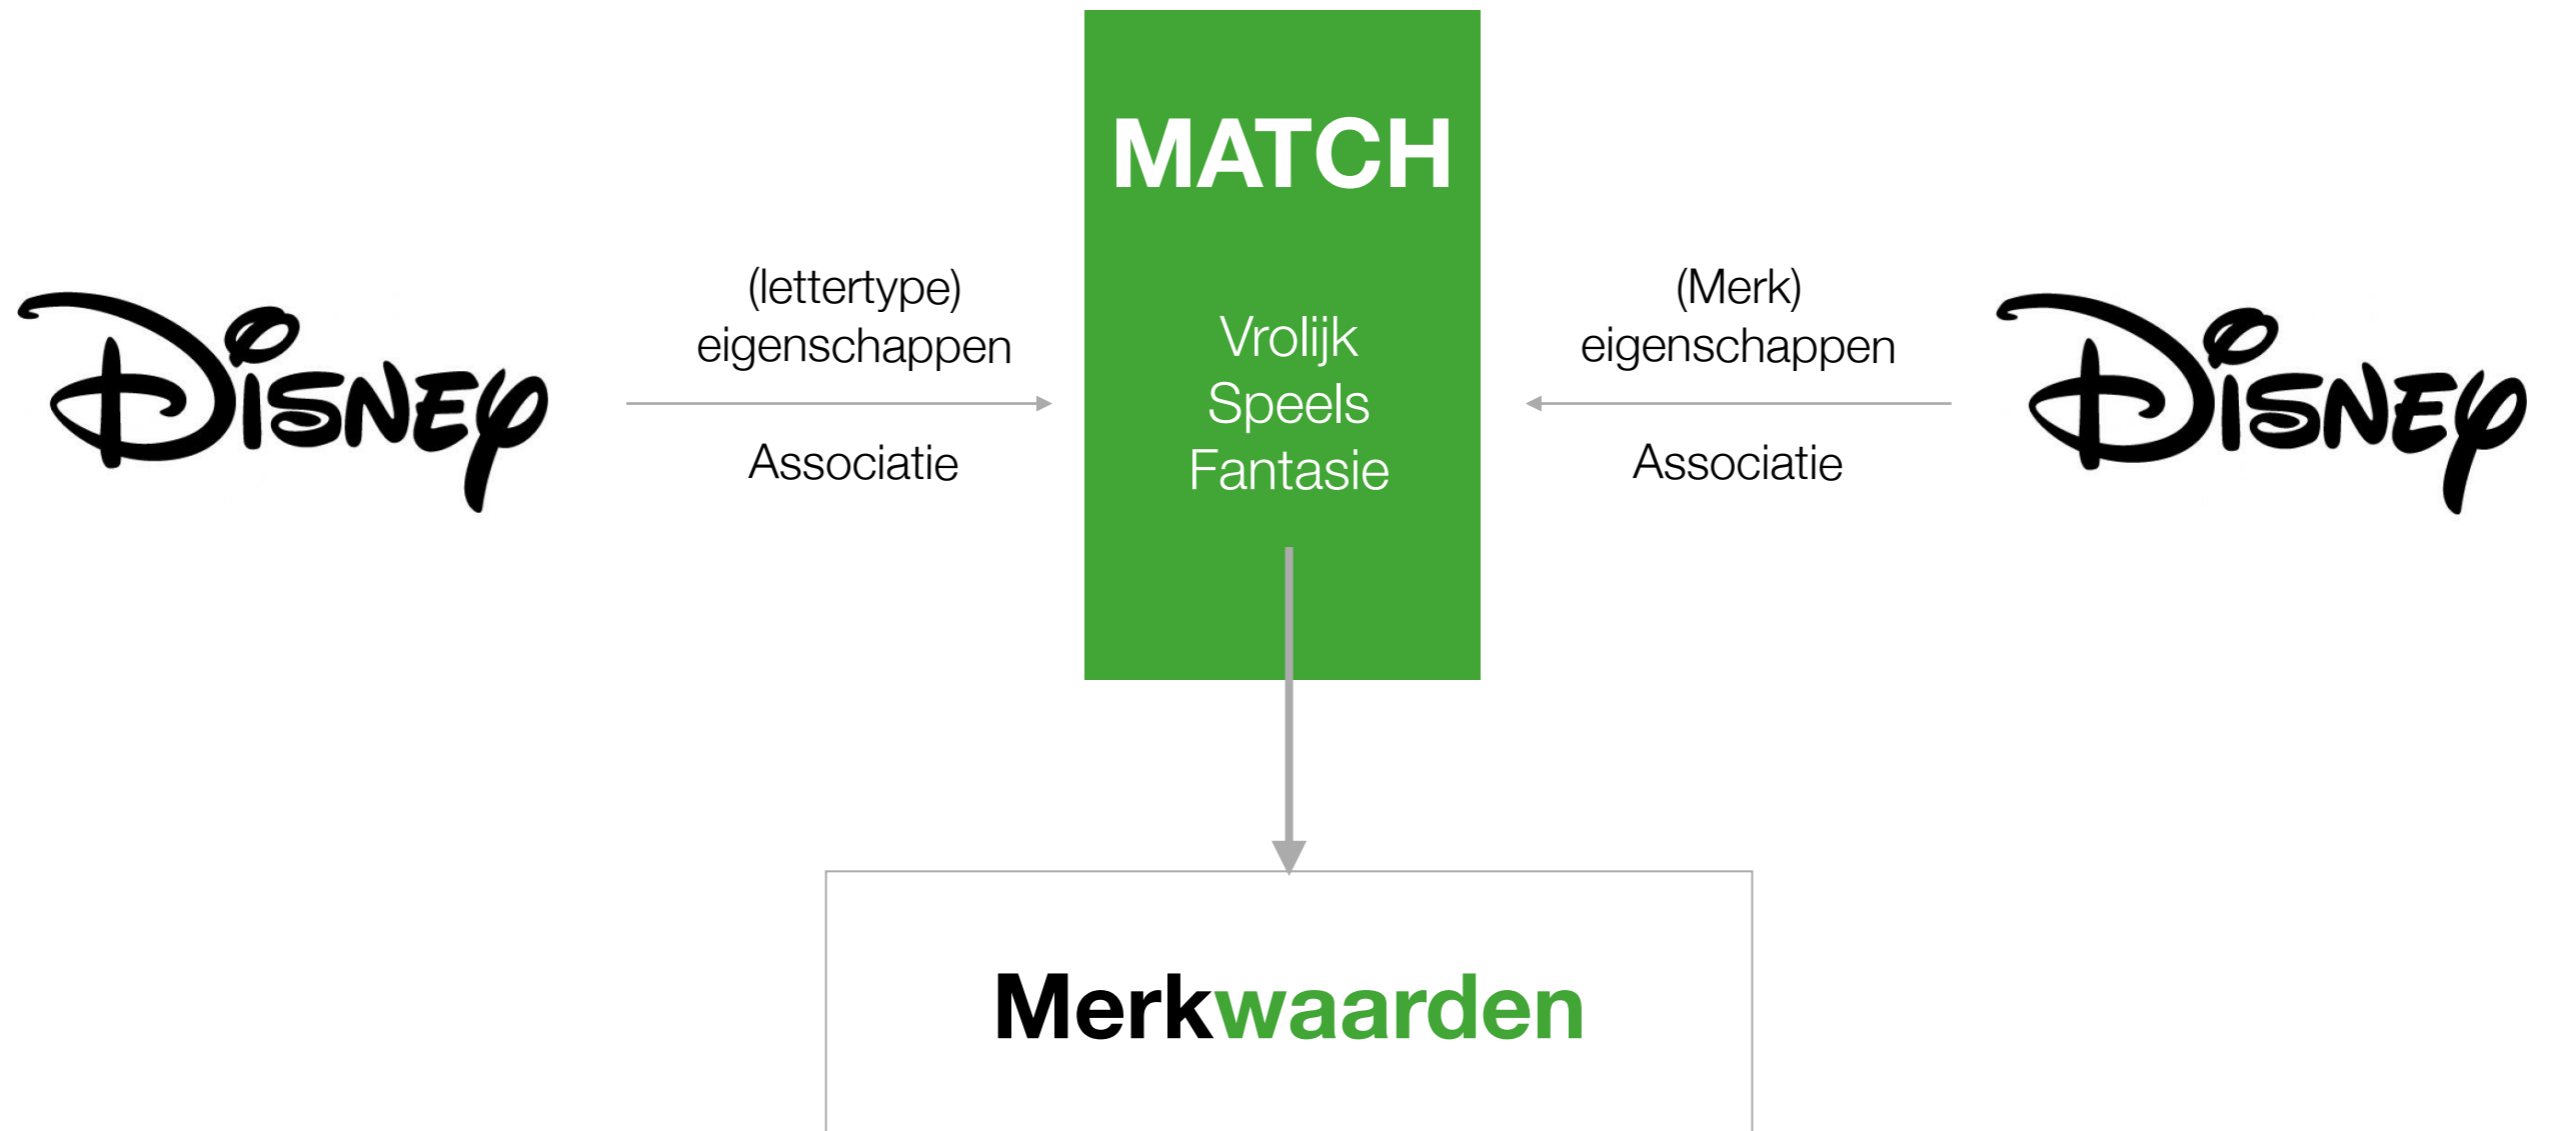 MATCH
(lettertype)
eigenschappen
Associatie
Vrolijk
Speels
Fantasie
(Merk)
eigenschappen
Associatie
Disney
Disney
Merkwaarden